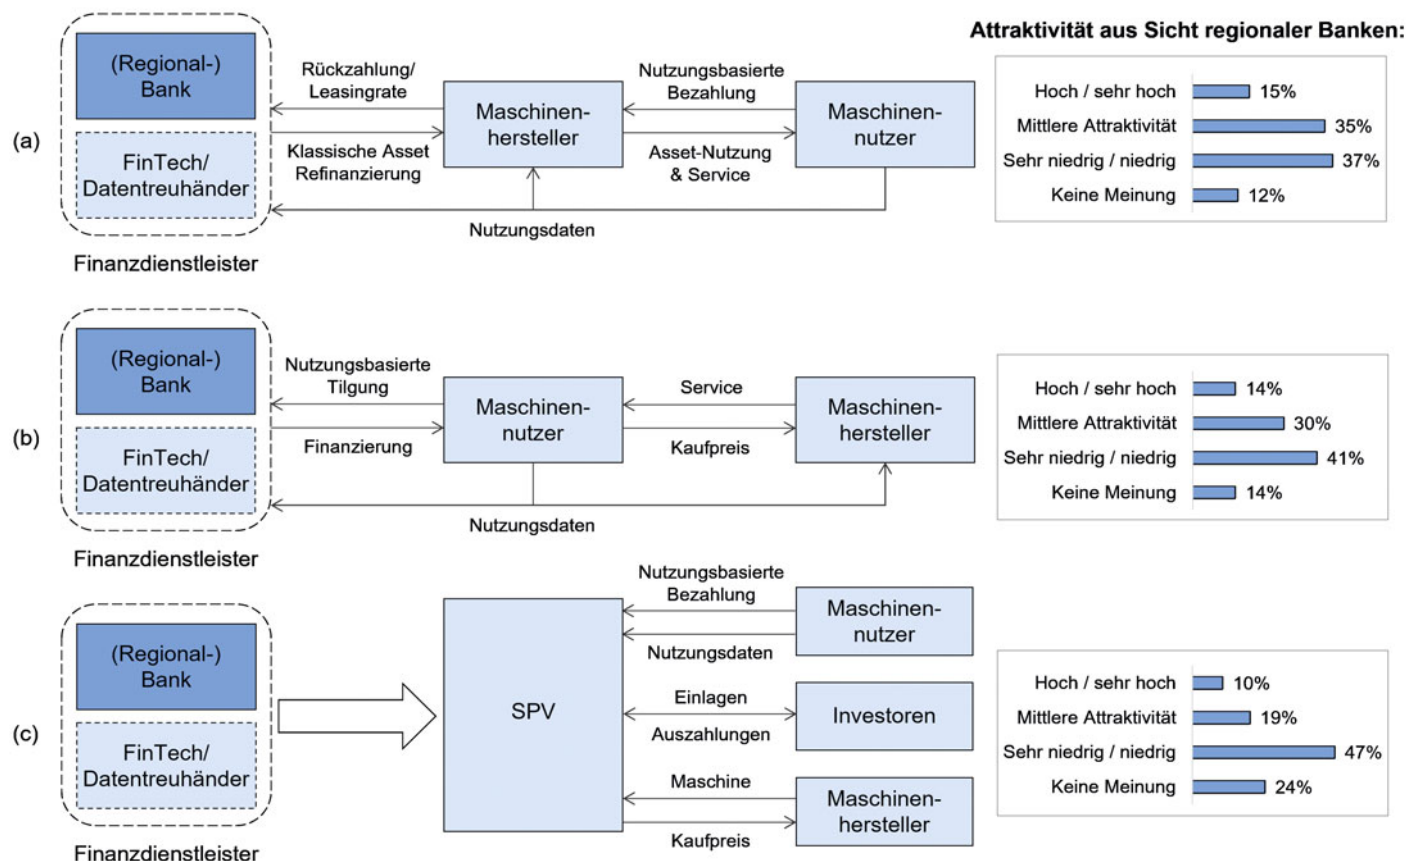 Attraktivität aus Sicht regionaler Banken:
(a)
(Regional-)
Bank
FinTech/
Datentreuhänder
Finanzdienstleister
Rückzahlung/
Leasingrate
Klassische Asset
Refinanzierung
Maschinen-
hersteller
Nutzungsbasierte
Bezahlung
Asset-Nutzung
& Service
Maschinen-
nutzer
Nutzungsdaten
Hoch / sehr hoch 15%
Mittlere Attraktivität 35%
Sehr niedrig / niedrig 37%
Keine Meinung 12%
(b)
(Regional-)
Bank
FinTech/
Datentreuhänder
Finanzdienstleister
Nutzungsbasierte
Tilgung
Finanzierung
Maschinen-
nutzer
Service
Kaufpreis
Maschinen-
hersteller
Nutzungsdaten
Hoch / sehr hoch 14%
Mittlere Attraktivität 30%
Sehr niedrig / niedrig 41%
Keine Meinung 14%
(c)
(Regional-)
Bank
FinTech/
Datentreuhänder
Finanzdienstleister
SPV
Nutzungsbasierte
Bezahlung
Nutzungsdaten
Maschinen-
nutzer
Einlagen
Auszahlungen
Investoren
Maschine
Kaufpreis
Maschinen-
hersteller
Hoch / sehr hoch 10%
Mittlere Attraktivität 19%
Sehr niedrig / niedrig 47%
Keine Meinung 24%